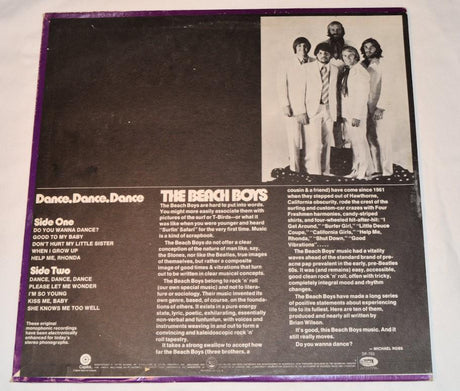 Dance, Dance, Dance
Side One
DO YOU WANNA DANCE?
GOOD TO MY BABY
DON'T HURT MY LITTLE SISTER
WHEN I GROW UP
HELP ME, RHONDA
Side Two
DANCE, DANCE, DANCE
PLEASE LET ME WONDER
I'M SO YOUNG
KISS ME, BABY
SHE KNOWS ME TOO WELL
These original
monophonic recordings
have been electronically
enhanced for today's
stereo phonographs.
Capitol
THE BEACH BOYS
The Beach Boys are hard to put into words.
You might more easily associate them with
pictures of the surf or T-Birds—or what it
was like when you were younger and heard
"Surfin' Safari" for the very first time. Music
is a kind of scrapbook.
The Beach Boys do not offer a clear
conception of the nature of man like, say,
the Stones, nor like the Beatles, true images
of themselves, but rather a composite
image of good times & vibrations that turn
out to be written in clear musical concepts.
The Beach Boys belong to rock 'n' roll
(our own special music) and not to litera-
ture or sociology. Their music invented its
own genre, based, of course, on the founda-
tions of others. It exists in a pure energy
state, lyric, poetic, exhilarating, essentially
non-verbal and funfull, with voices and
instruments weaving in and out to form a
convincing and kaleidoscopic rock 'n'
roll tapestry.
It takes a strong swallow to accept how
far the Beach Boys (three brothers, a
cousin & a friend) have come since 1961
when they stepped out of Hawthorne,
California obscurity, rode the crest of the
surfing and custom-car crazes with Four
Freshmen harmonies, candy-striped
shirts, and four-wheeled hit-after-hit: "I
Get Around," "Surfer Girl," "Little Deuce
Coupe," "California Girls," "Help Me,
Rhonda," "Shut Down," "Good
Vibrations"...
The Beach Boys' music had a vitality
waves ahead of the standard brand of pre-
acne pap prevalent in the early, pre-Beatles
60s. It was (and remains) easy, accessible,
good clean rock 'n' roll, often with tricky,
completely integral mood and rhythm
changes.
The Beach Boys have made a long series
of positive statements about experiencing
life to its fullest. Here are ten of them,
produced and nearly all written by
Brian Wilson.
It's good, this Beach Boys music. And it
still really moves.
Do you wanna dance?
— MICHAEL ROSS